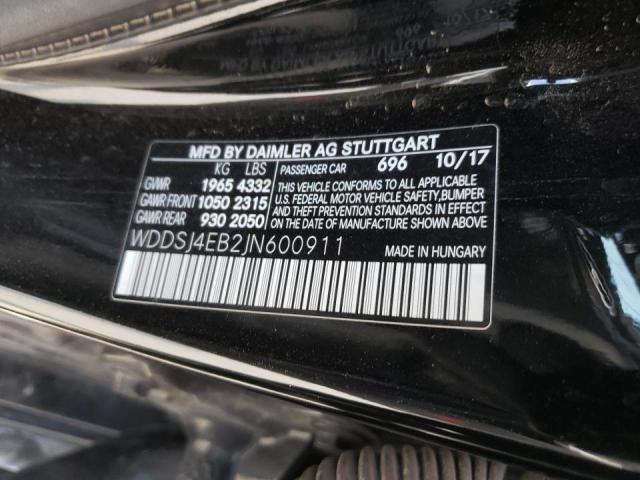 MFD BY DAIMLER AG STUTTGART
KG LBS
PASSENGER CAR 696 10/17
GVWR 1965 4332
GAWR FRONT 1050 2315
GAWR REAR 930 2050
THIS VEHICLE CONFORMS TO ALL APPLICABLE
U.S. FEDERAL MOTOR VEHICLE SAFETY,BUMPER
AND THEFT PREVENTION STANDARDS IN EFFECT
ON THE DATE OF MANUFACTURE SHOWN ABOVE.
WDDSJ4EB2JN600911
MADE IN HUNGARY